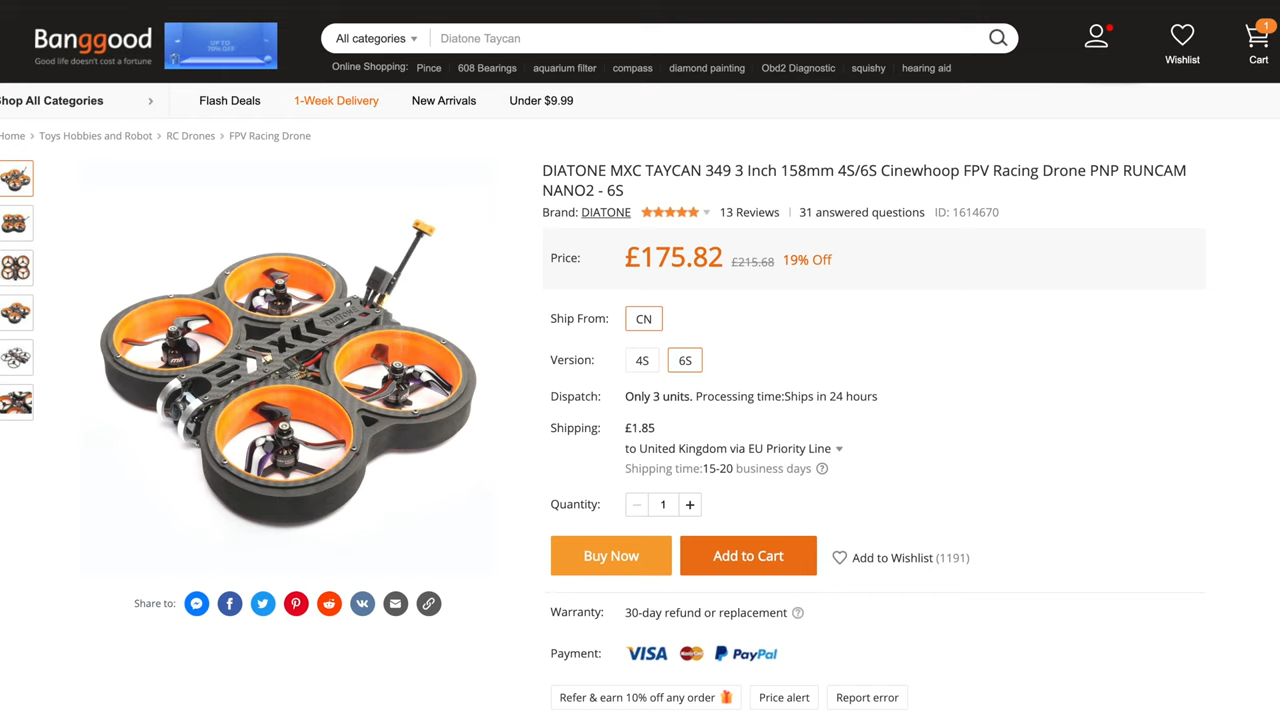 Banggood
Good life doesn't cost a fortune
UP TO
70% OFF
All categories
Diatone Taycan
Online Shopping: Pince 608 Bearings aquarium filter compass diamond painting Obd2 Diagnostic squishy hearing aid
Wishlist
1
Cart
hop All Categories
Flash Deals
1-Week Delivery
New Arrivals
Under $9.99
Home > Toys Hobbies and Robot > RC Drones > FPV Racing Drone
DIATONE MXC TAYCAN 349 3 Inch 158mm 4S/6S Cinewhoop FPV Racing Drone PNP RUNCAM
NANO2 - 6S
Brand: DIATONE 13 Reviews 31 answered questions ID: 1614670
Price: £175.82 £215.68 19% Off
Ship From: CN
Version: 4S 6S
Dispatch: Only 3 units. Processing time:Ships in 24 hours
Shipping: £1.85
to United Kingdom via EU Priority Line
Shipping time:15-20 business days ?
Quantity: − 1 +
Buy Now
Add to Cart
Add to Wishlist (1191)
DIATONE
Share to:
Warranty: 30-day refund or replacement ?
Payment: VISA MasterCard PayPal
Refer & earn 10% off any order
Price alert
Report error